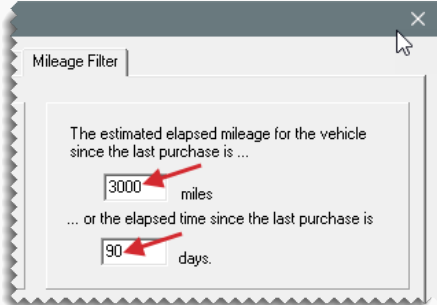 Mileage Filter
The estimated elapsed mileage for the vehicle
since the last purchase is ...
3000 miles
... or the elapsed time since the last purchase is
90 days.